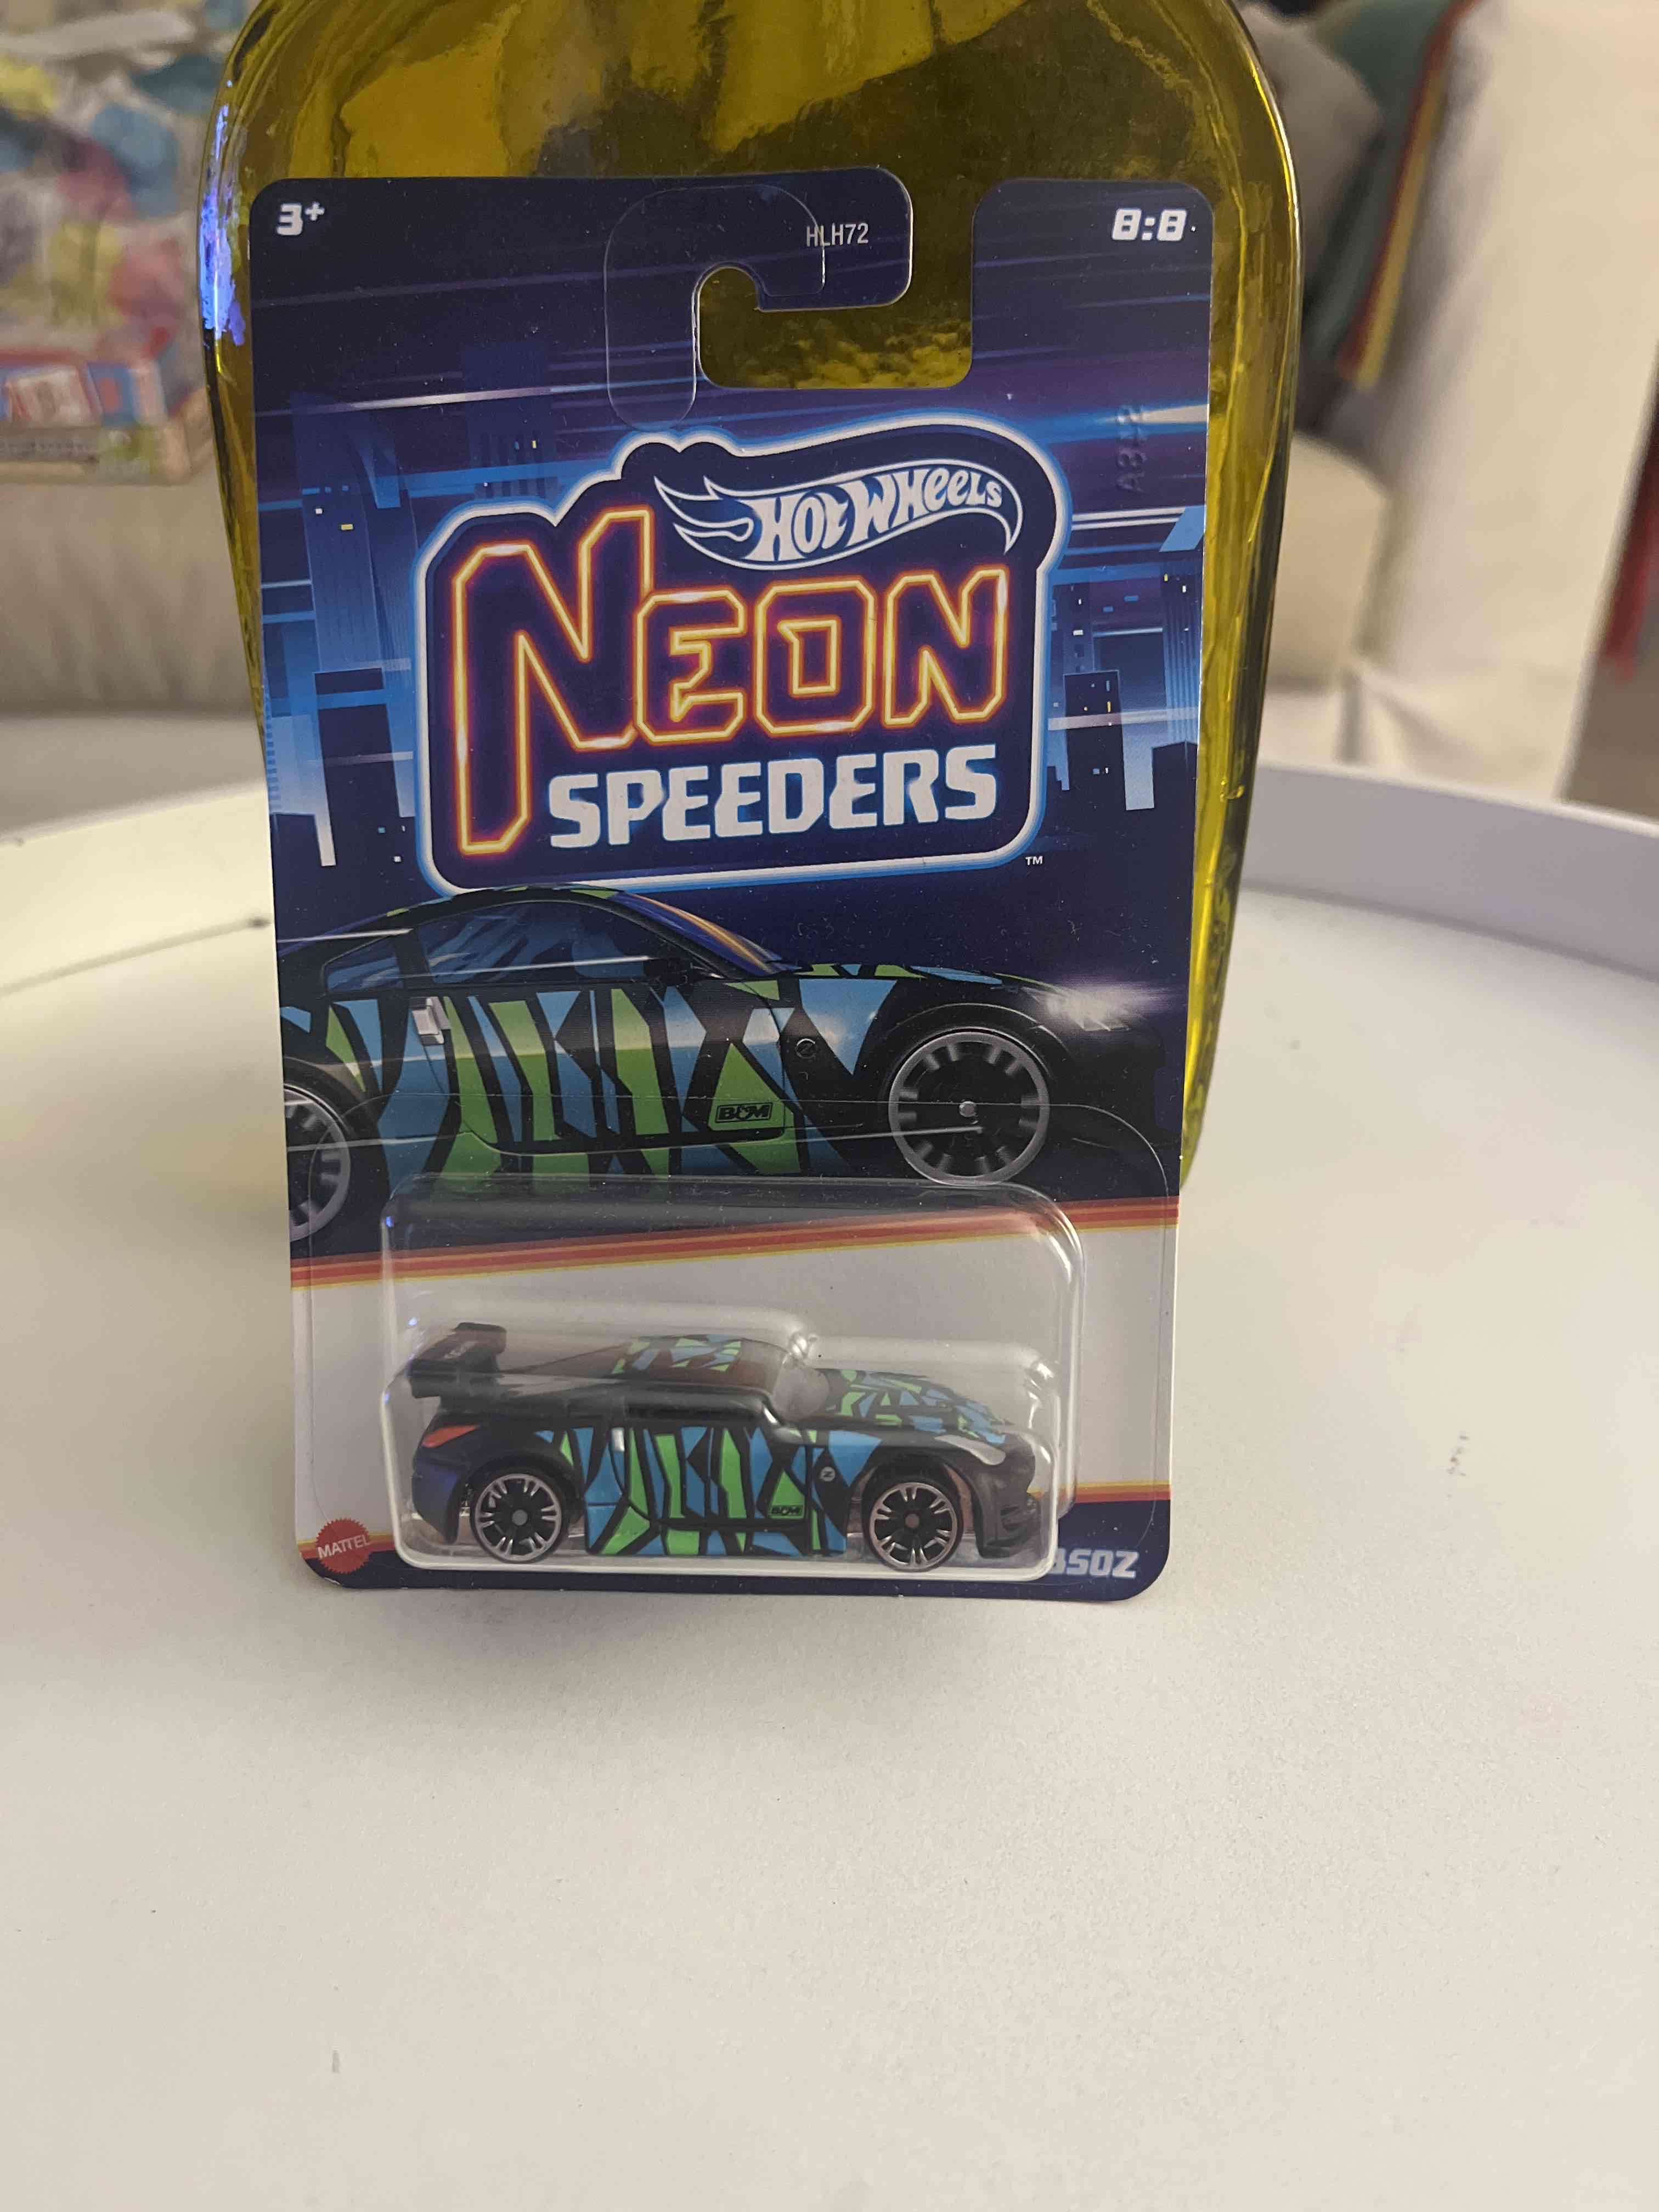 3+
HLH72
8:8
Hot Wheels
NEON
SPEEDERS
TM
B&M
B&M
MATTEL
350Z